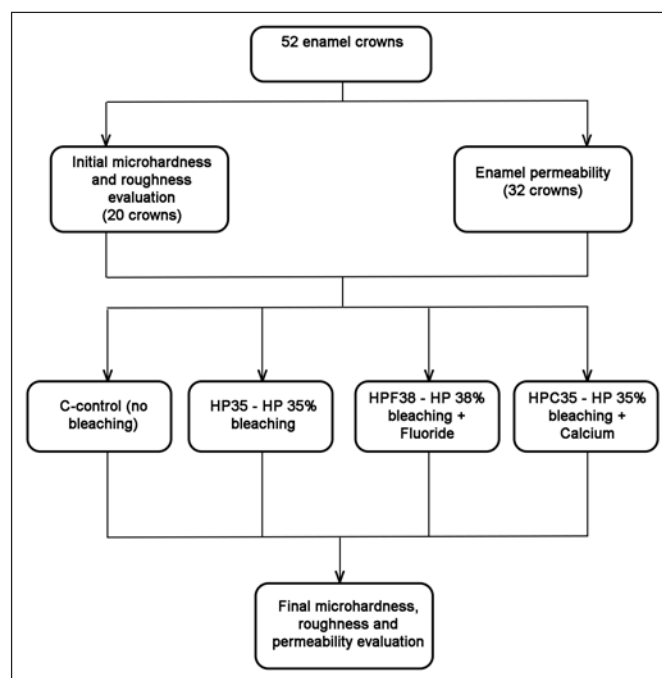 52 enamel crowns
Initial microhardness
and roughness
evaluation
(20 crowns)
Enamel permeability
(32 crowns)
C-control (no
bleaching)
HP35 - HP 35%
bleaching
HPF38 - HP 38%
bleaching +
Fluoride
HPC35 - HP 35%
bleaching +
Calcium
Final microhardness,
roughness and
permeability evaluation